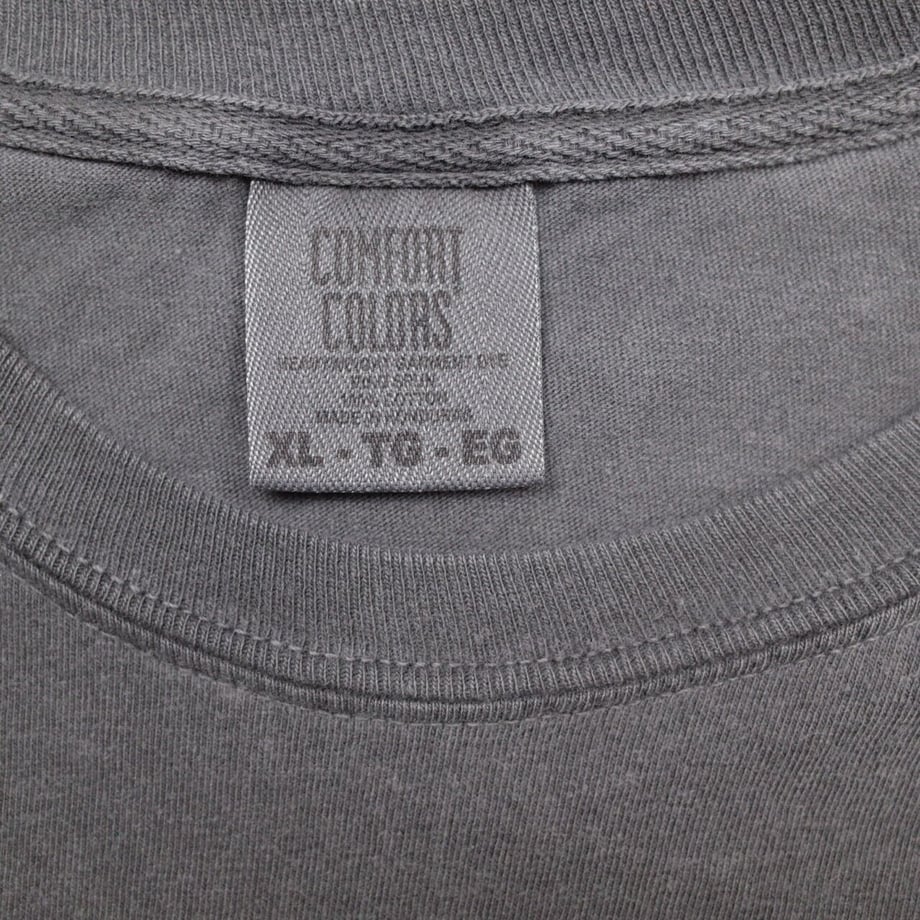 COMFORT
COLORS
HEAVYWEIGHT GARMENT DYE
RING SPUN
100% COTTON
MADE IN HONDURAS
XL - TG - EG